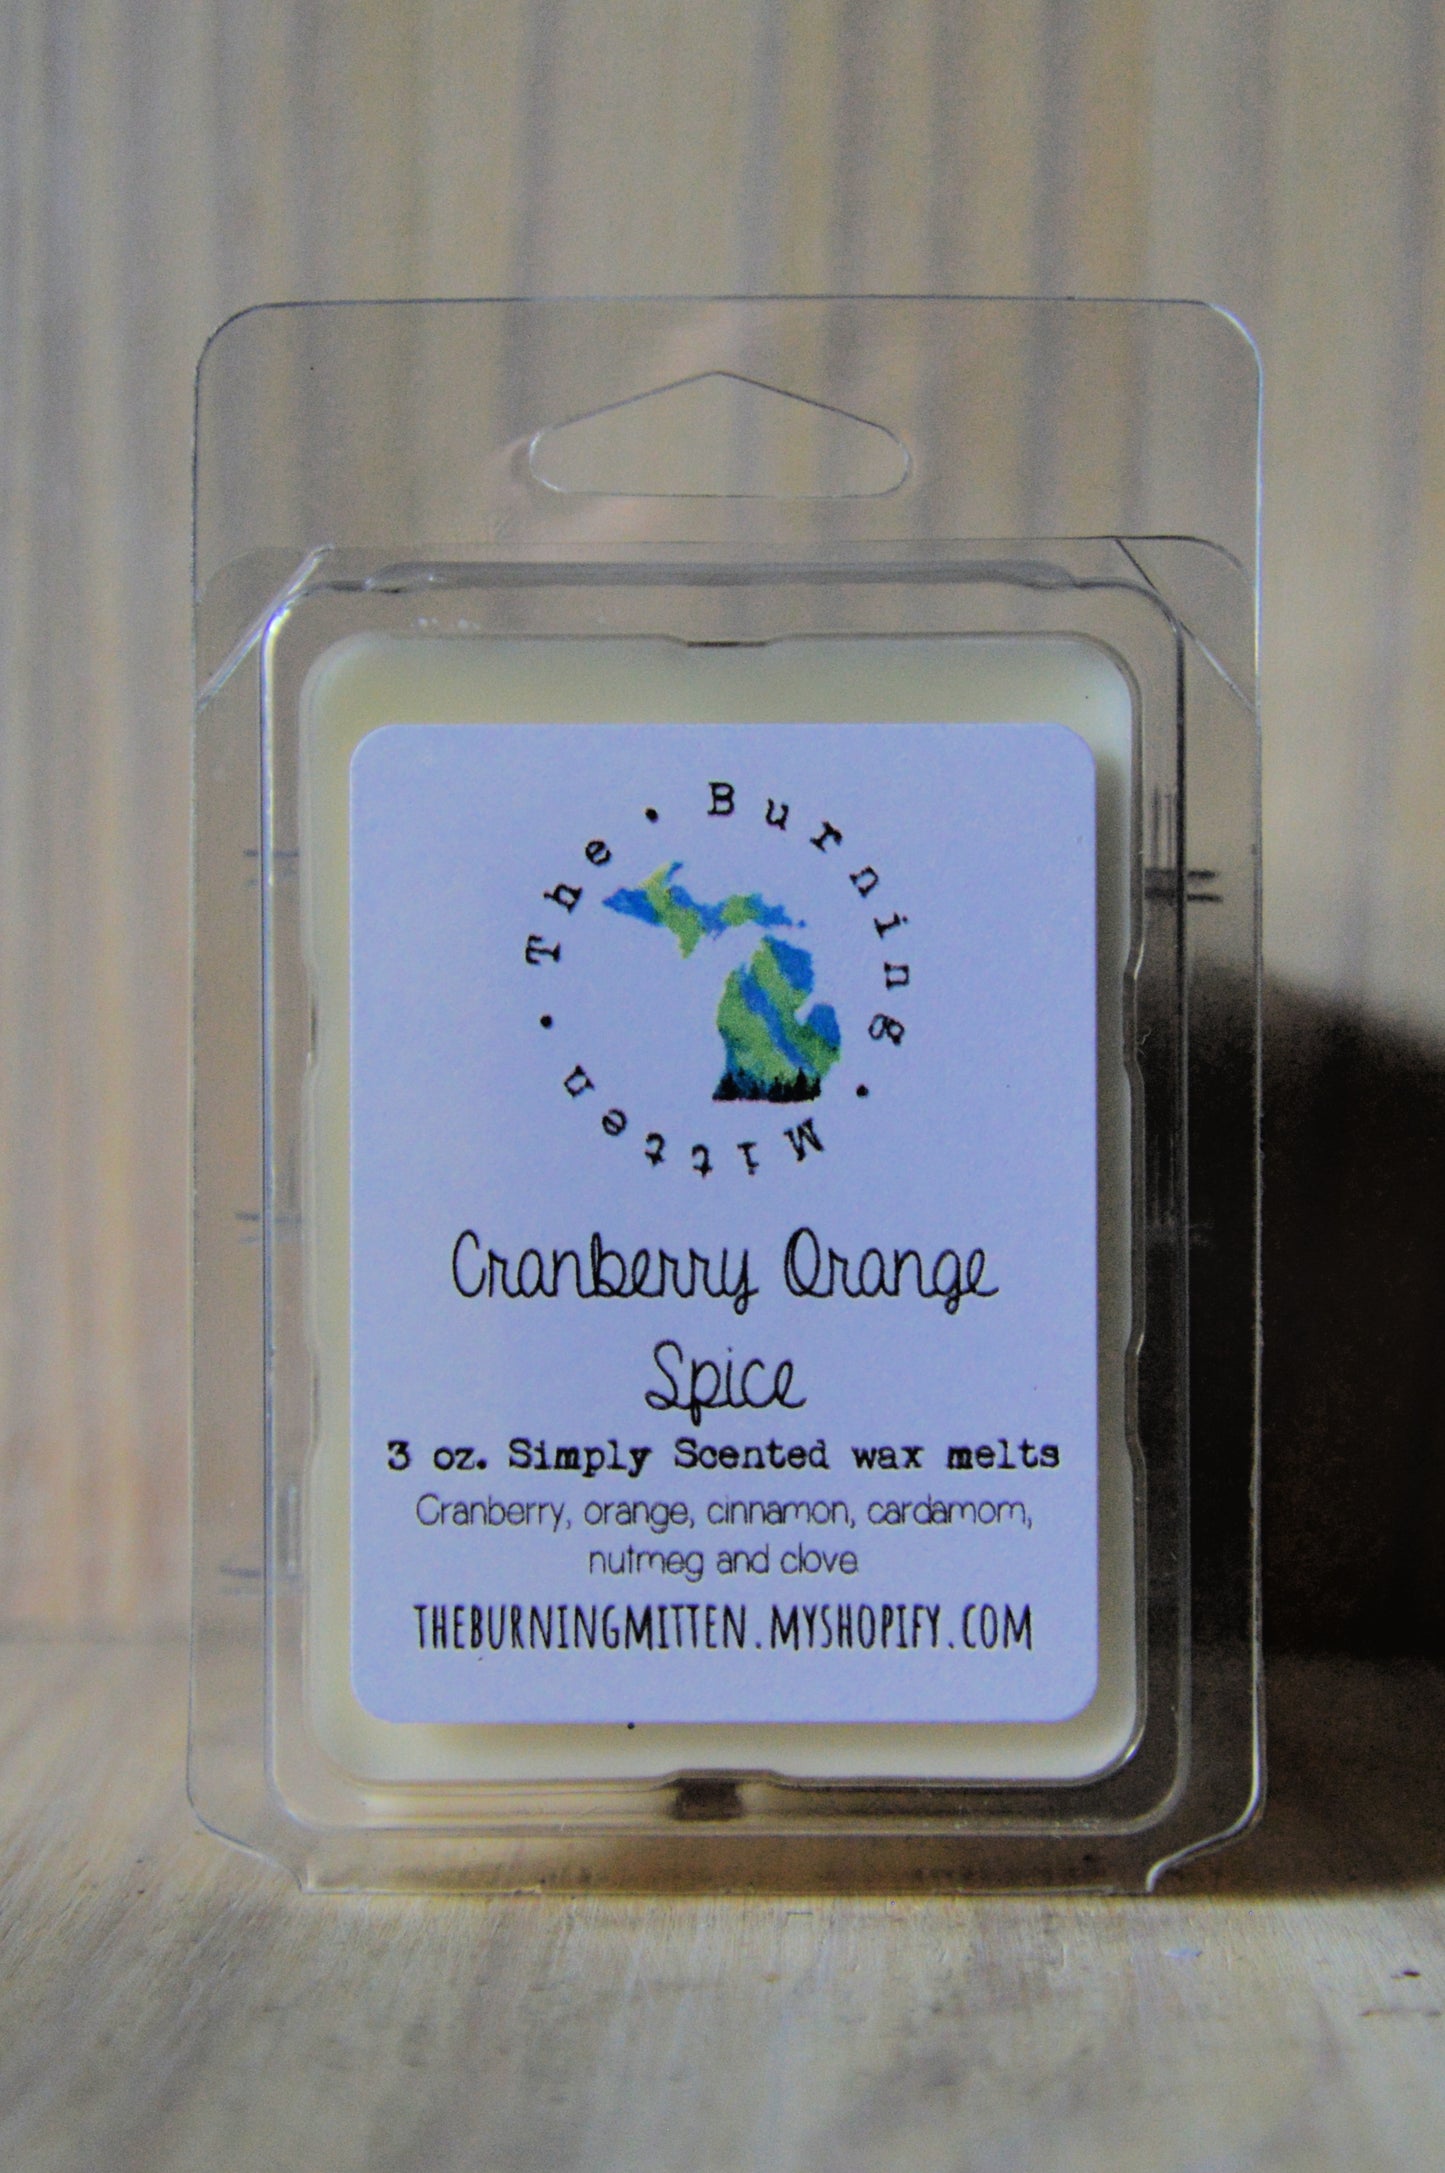 The • Burning • Mitten •
Cranberry Orange
Spice
3 oz. Simply Scented wax melts
Cranberry, orange, cinnamon, cardamom,
nutmeg and clove
THEBURNINGMITTEN.MYSHOPIFY.COM